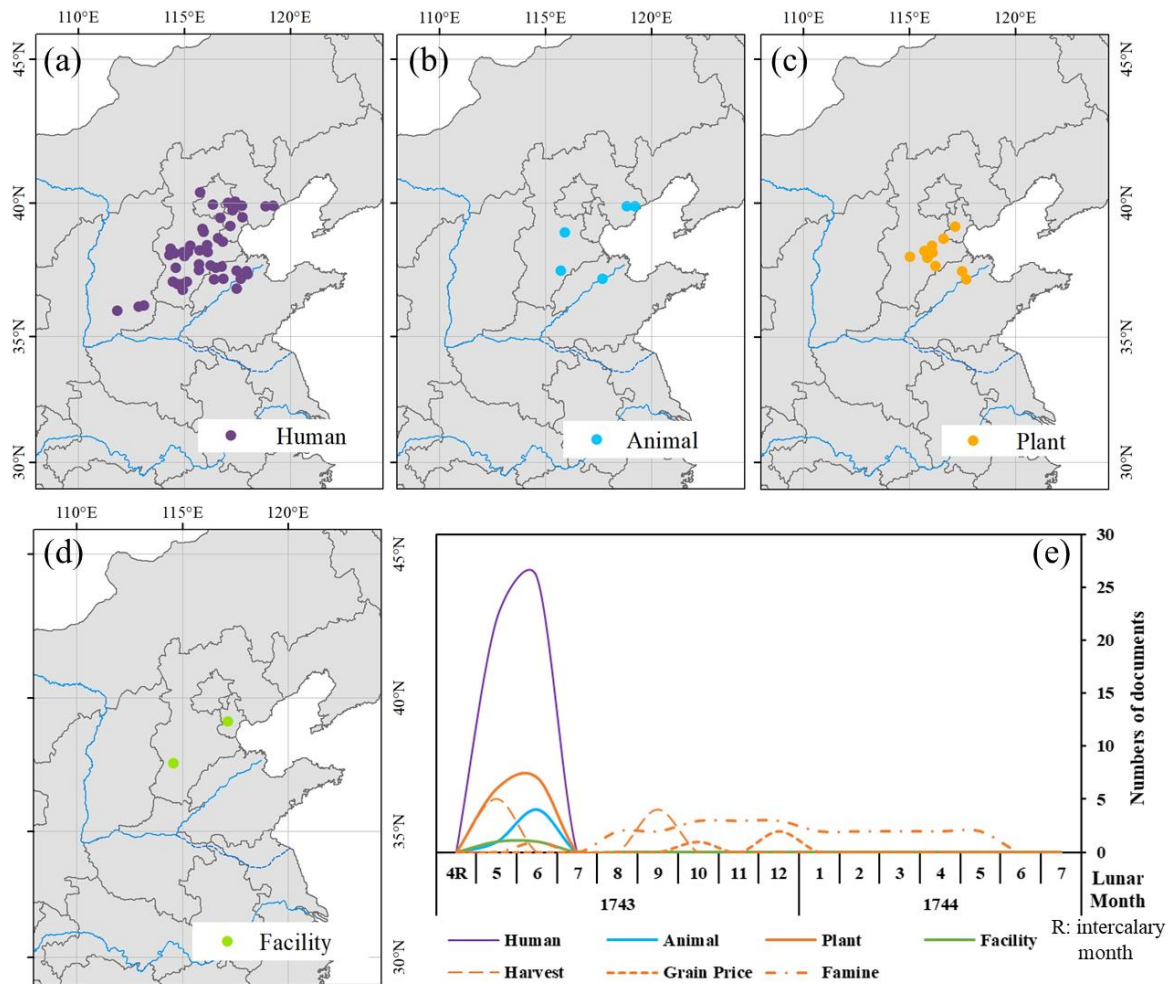 110°E 115°E 120°E 110°E 115°E 120°E 110°E 115°E 120°E
(a) (b) (c)
45°N 45°N
40°N 40°N
35°N 35°N
30°N 30°N
Human Animal Plant
110°E 115°E 120°E
(d) (e)
45°N
40°N
35°N
30°N
Facility
30
25
20
15
10
5
0
Numbers of documents
4R 5 6 7 8 9 10 11 12 1 2 3 4 5 6 7 Lunar
Month
1743 1744
R: intercalary
month
Human Animal Plant Facility
Harvest Grain Price Famine